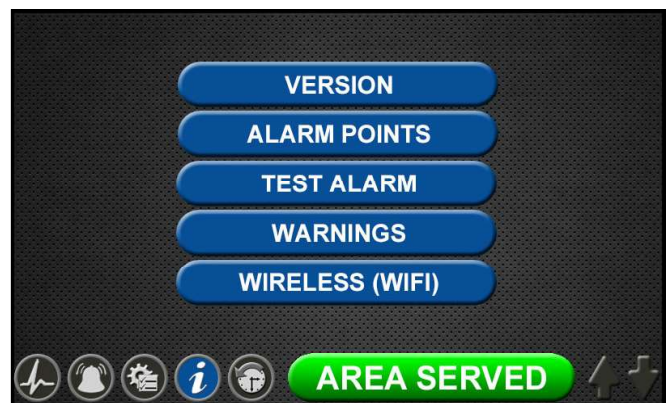 VERSION
ALARM POINTS
TEST ALARM
WARNINGS
WIRELESS (WIFI)
i
AREA SERVED